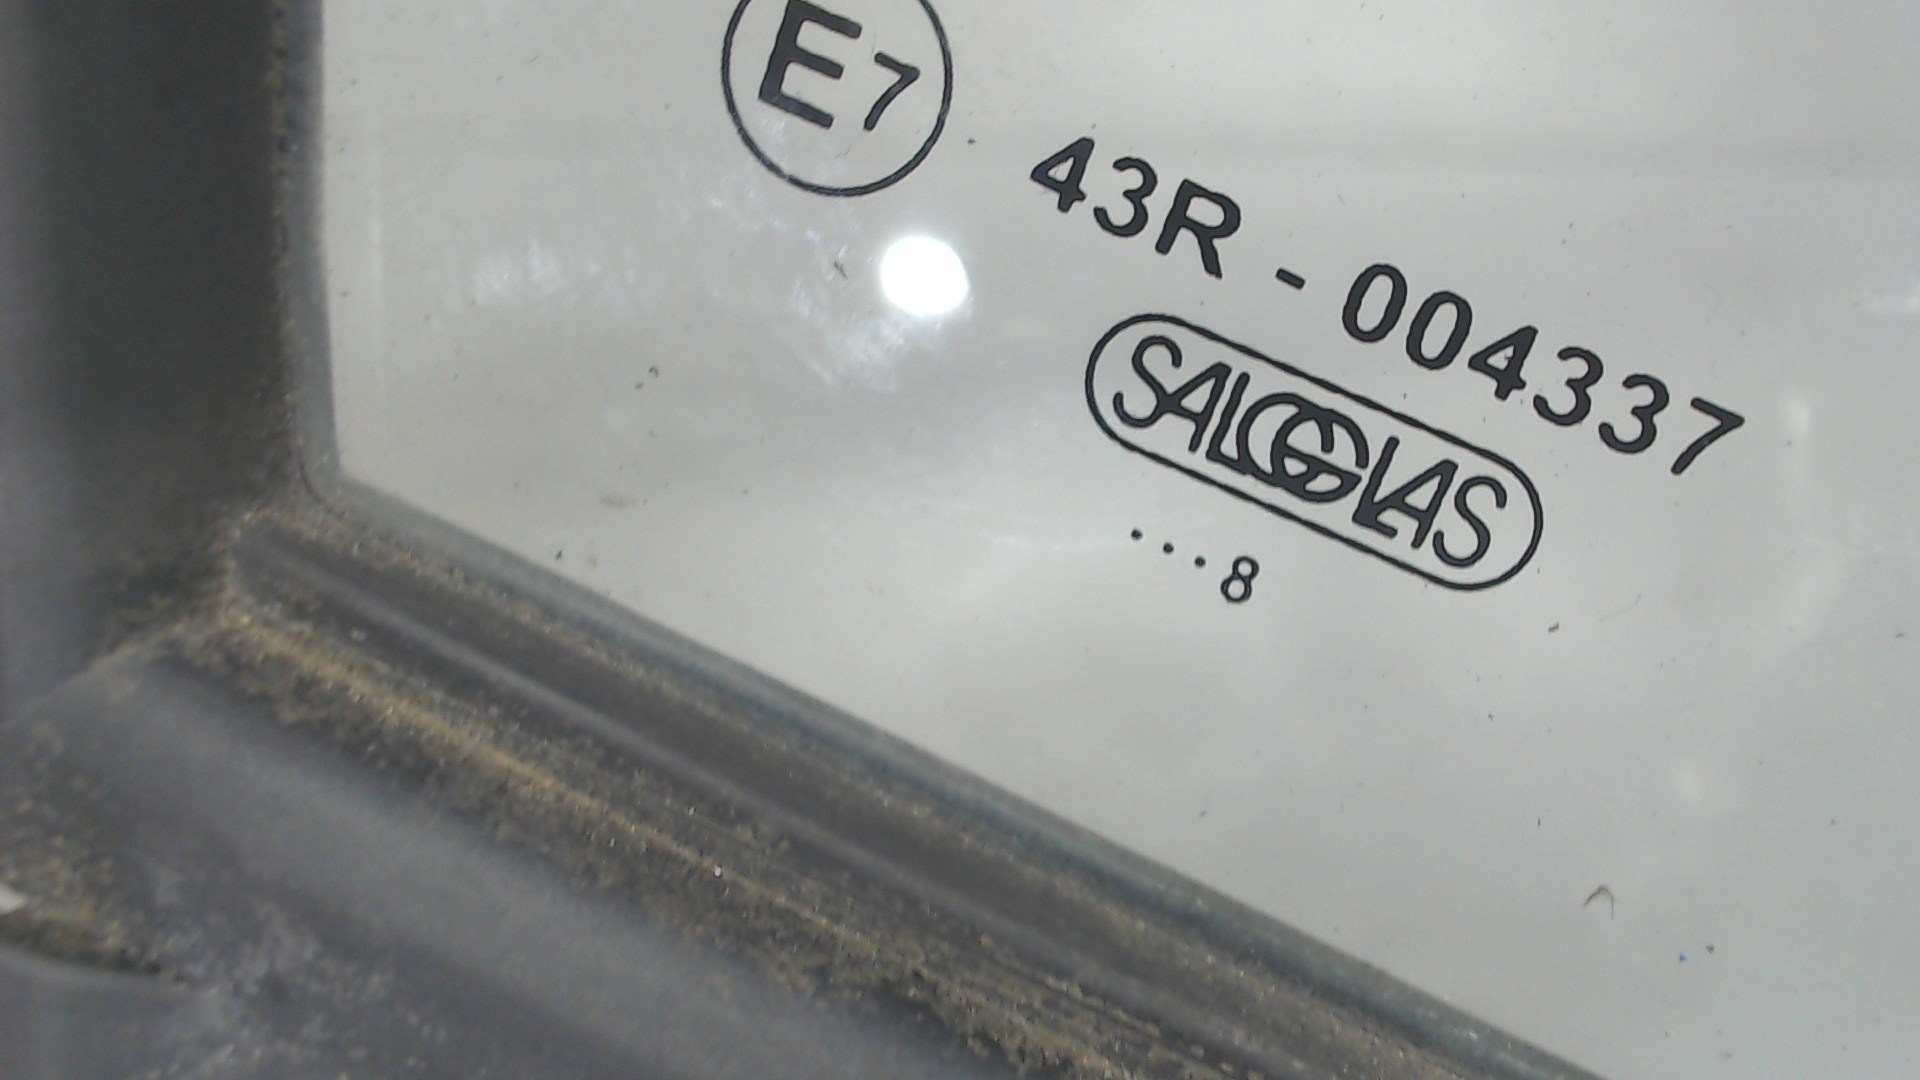 E7
43R - 004337
SALGGLAS
...8